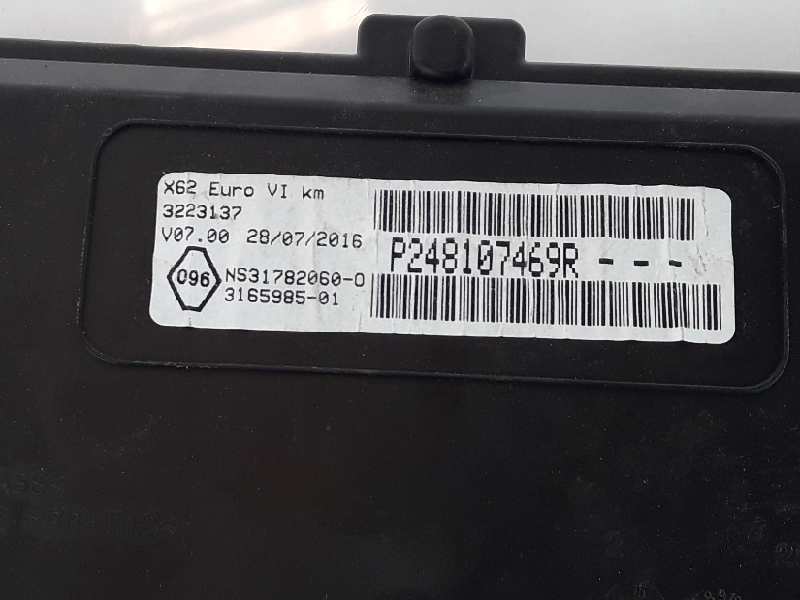 X62 Euro VI km
3223137
V07.00 28/07/2016
096
NS31782060-0
3165985-01
P248107469R - - -